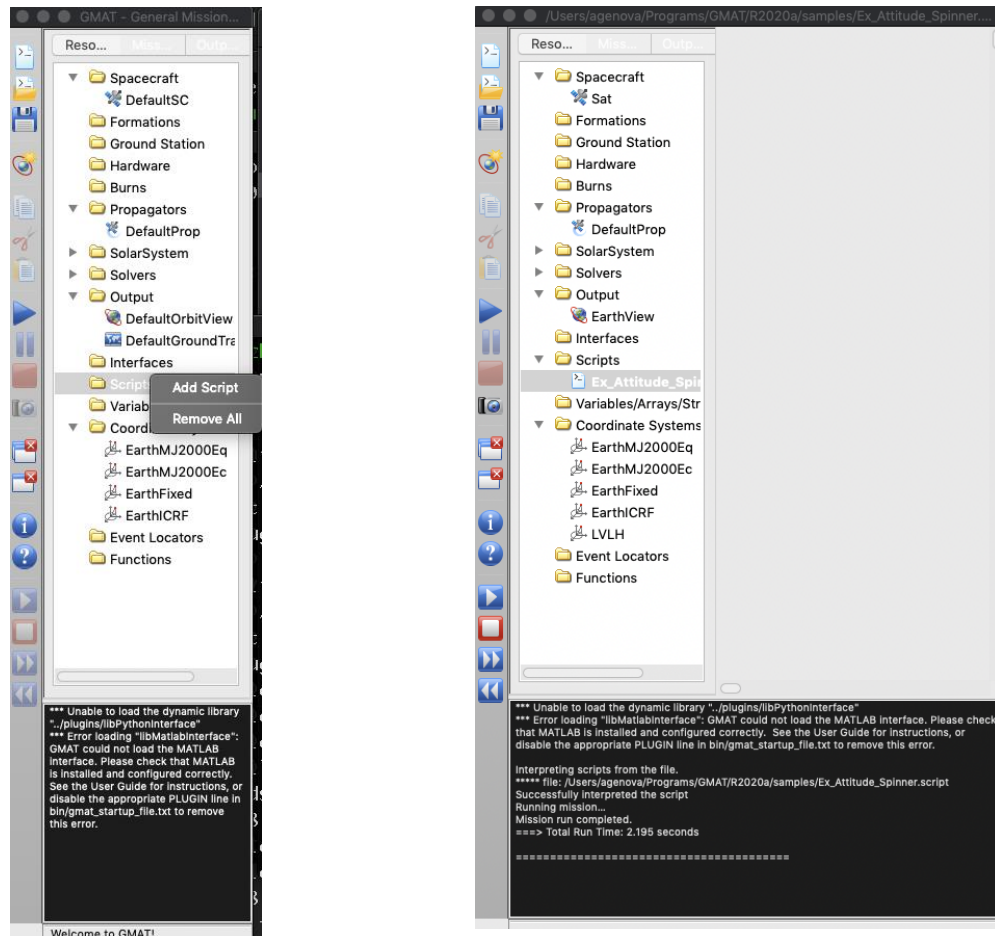 GMAT - General Mission...
Reso... Miss... Outp...
Spacecraft
DefaultSC
Formations
Ground Station
Hardware
Burns
Propagators
DefaultProp
SolarSystem
Solvers
Output
DefaultOrbitView
DefaultGroundTra
Interfaces
Script
Add Script
Variab
Remove All
Coordi
EarthMJ2000Eq
EarthMJ2000Ec
EarthFixed
EarthICRF
Event Locators
Functions
*** Unable to load the dynamic library
"../plugins/libPythonInterface"
*** Error loading "libMatlabInterface":
GMAT could not load the MATLAB
interface. Please check that MATLAB
is installed and configured correctly.
See the User Guide for instructions, or
disable the appropriate PLUGIN line in
bin/gmat_startup_file.txt to remove
this error.
Welcome to GMAT!
/Users/agenova/Programs/GMAT/R2020a/samples/Ex_Attitude_Spinner....
Reso... Miss... Outp...
Spacecraft
Sat
Formations
Ground Station
Hardware
Burns
Propagators
DefaultProp
SolarSystem
Solvers
Output
EarthView
Interfaces
Scripts
Ex_Attitude_Spi
Variables/Arrays/Str
Coordinate Systems
EarthMJ2000Eq
EarthMJ2000Ec
EarthFixed
EarthICRF
LVLH
Event Locators
Functions
*** Unable to load the dynamic library "../plugins/libPythonInterface"
*** Error loading "libMatlabInterface": GMAT could not load the MATLAB interface. Please check
that MATLAB is installed and configured correctly. See the User Guide for instructions, or
disable the appropriate PLUGIN line in bin/gmat_startup_file.txt to remove this error.
Interpreting scripts from the file.
***** file: /Users/agenova/Programs/GMAT/R2020a/samples/Ex_Attitude_Spinner.script
Successfully interpreted the script
Running mission...
Mission run completed.
===> Total Run Time: 2.195 seconds
========================================